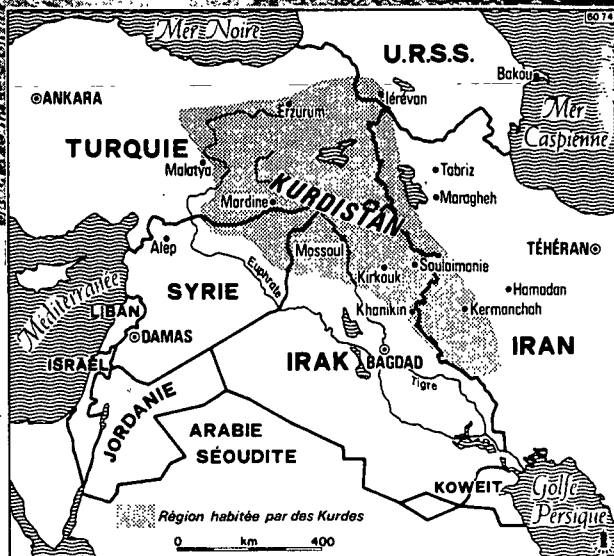 60 74
Mer Noire
U.R.S.S.
Bakou
ANKARA
Erzurum
Iérévan
Mer
Caspienne
TURQUIE
Malatya
Tabriz
Maragheh
Mardine
KURDISTAN
TÉHÉRAN
Alep
Mossoul
Kirkouk
Soulaimanie
Euphrate
Hamadan
Méditerranée
SYRIE
Khanikin
Kermanchah
LIBAN
DAMAS
IRAK
BAGDAD
IRAN
ISRAËL
Tigre
JORDANIE
ARABIE
SÉOUDITE
KOWEIT
Golfe
Persique
Région habitée par des Kurdes
0 km 400